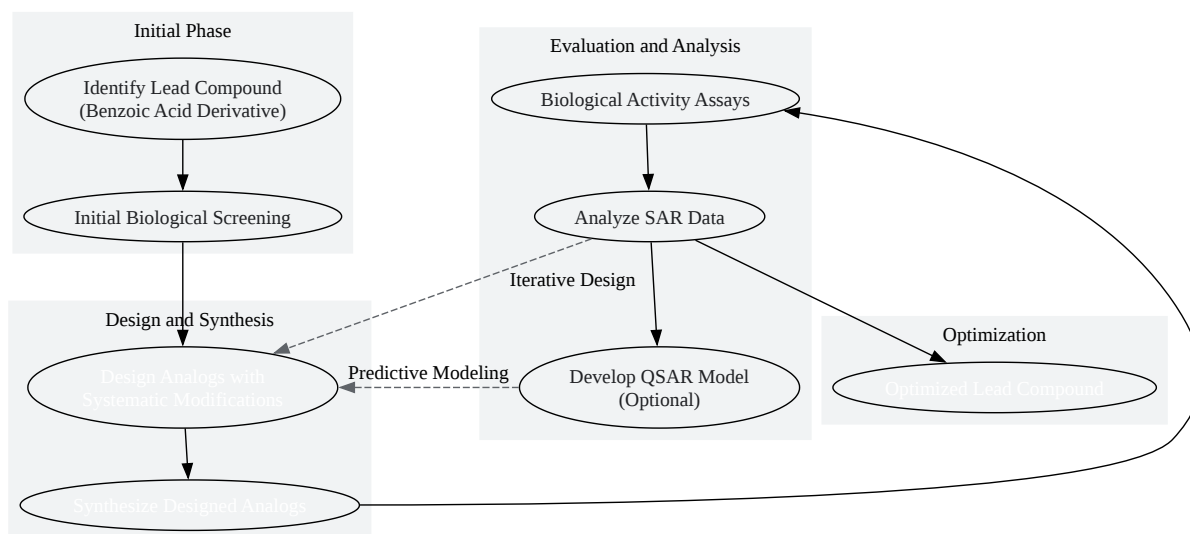 Initial Phase
Identify Lead Compound
(Benzoic Acid Derivative)
Initial Biological Screening
Design and Synthesis
Design Analogs with
Systematic Modifications
Synthesize Designed Analogs
Evaluation and Analysis
Biological Activity Assays
Analyze SAR Data
Iterative Design
Predictive Modeling
Develop QSAR Model
(Optional)
Optimization
Optimized Lead Compound